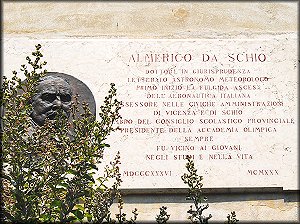 ALMERICO DA SCHIO
DOTTORE IN GIURISPRUDENZA
LETTERATO ASTRONOMO METEOROLOGO
PRIMO INIZIÒ LA FULGIDA ASCESA
DELL'AERONAUTICA ITALIANA
SSESSORE NELLE CIVICHE AMMINISTRAZIONI
DI VICENZA E DI SCHIO
DEL CONSIGLIO SCOLASTICO PROVINCIALE
PRESIDENTE DELLA ACCADEMIA OLIMPICA
SEMPRE
FU VICINO AI GIOVANI
NEGLI STUDI E NELLA VITA
MDCCCXXXVI MCMXXX